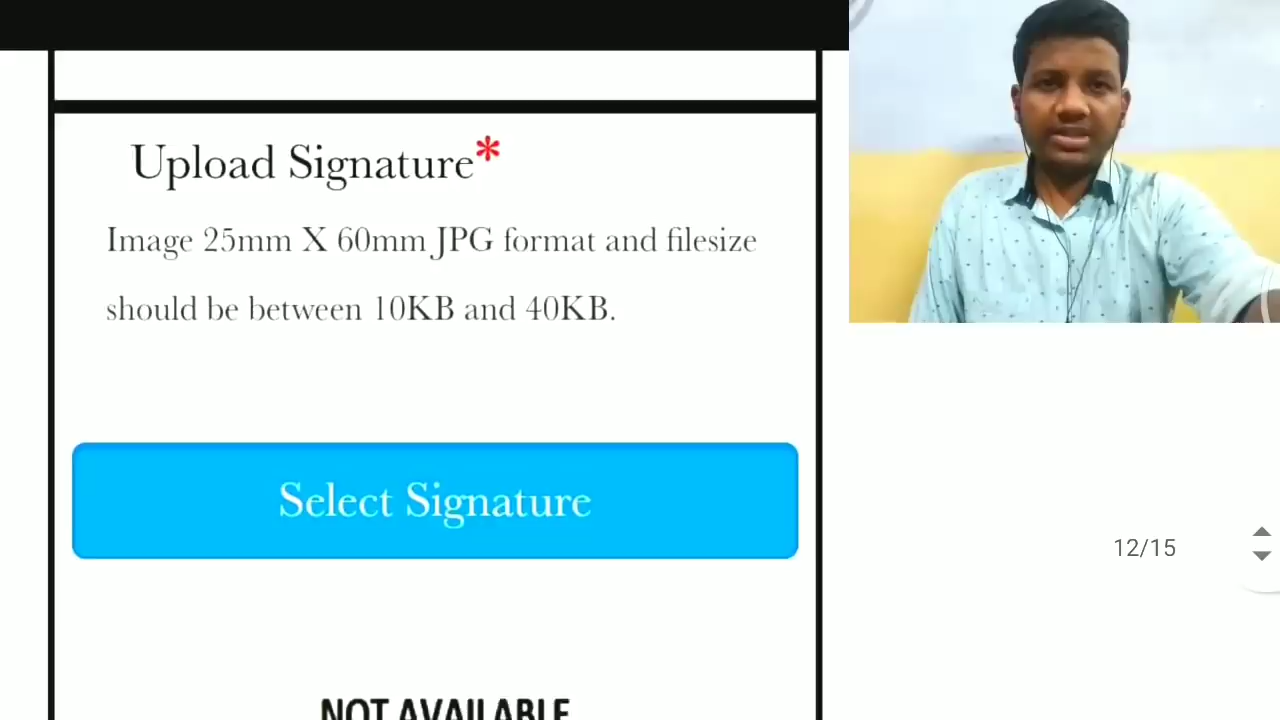 Upload Signature*
Image 25mm X 60mm JPG format and filesize
should be between 10KB and 40KB.
Select Signature
12/15
NOT AVAILABLE